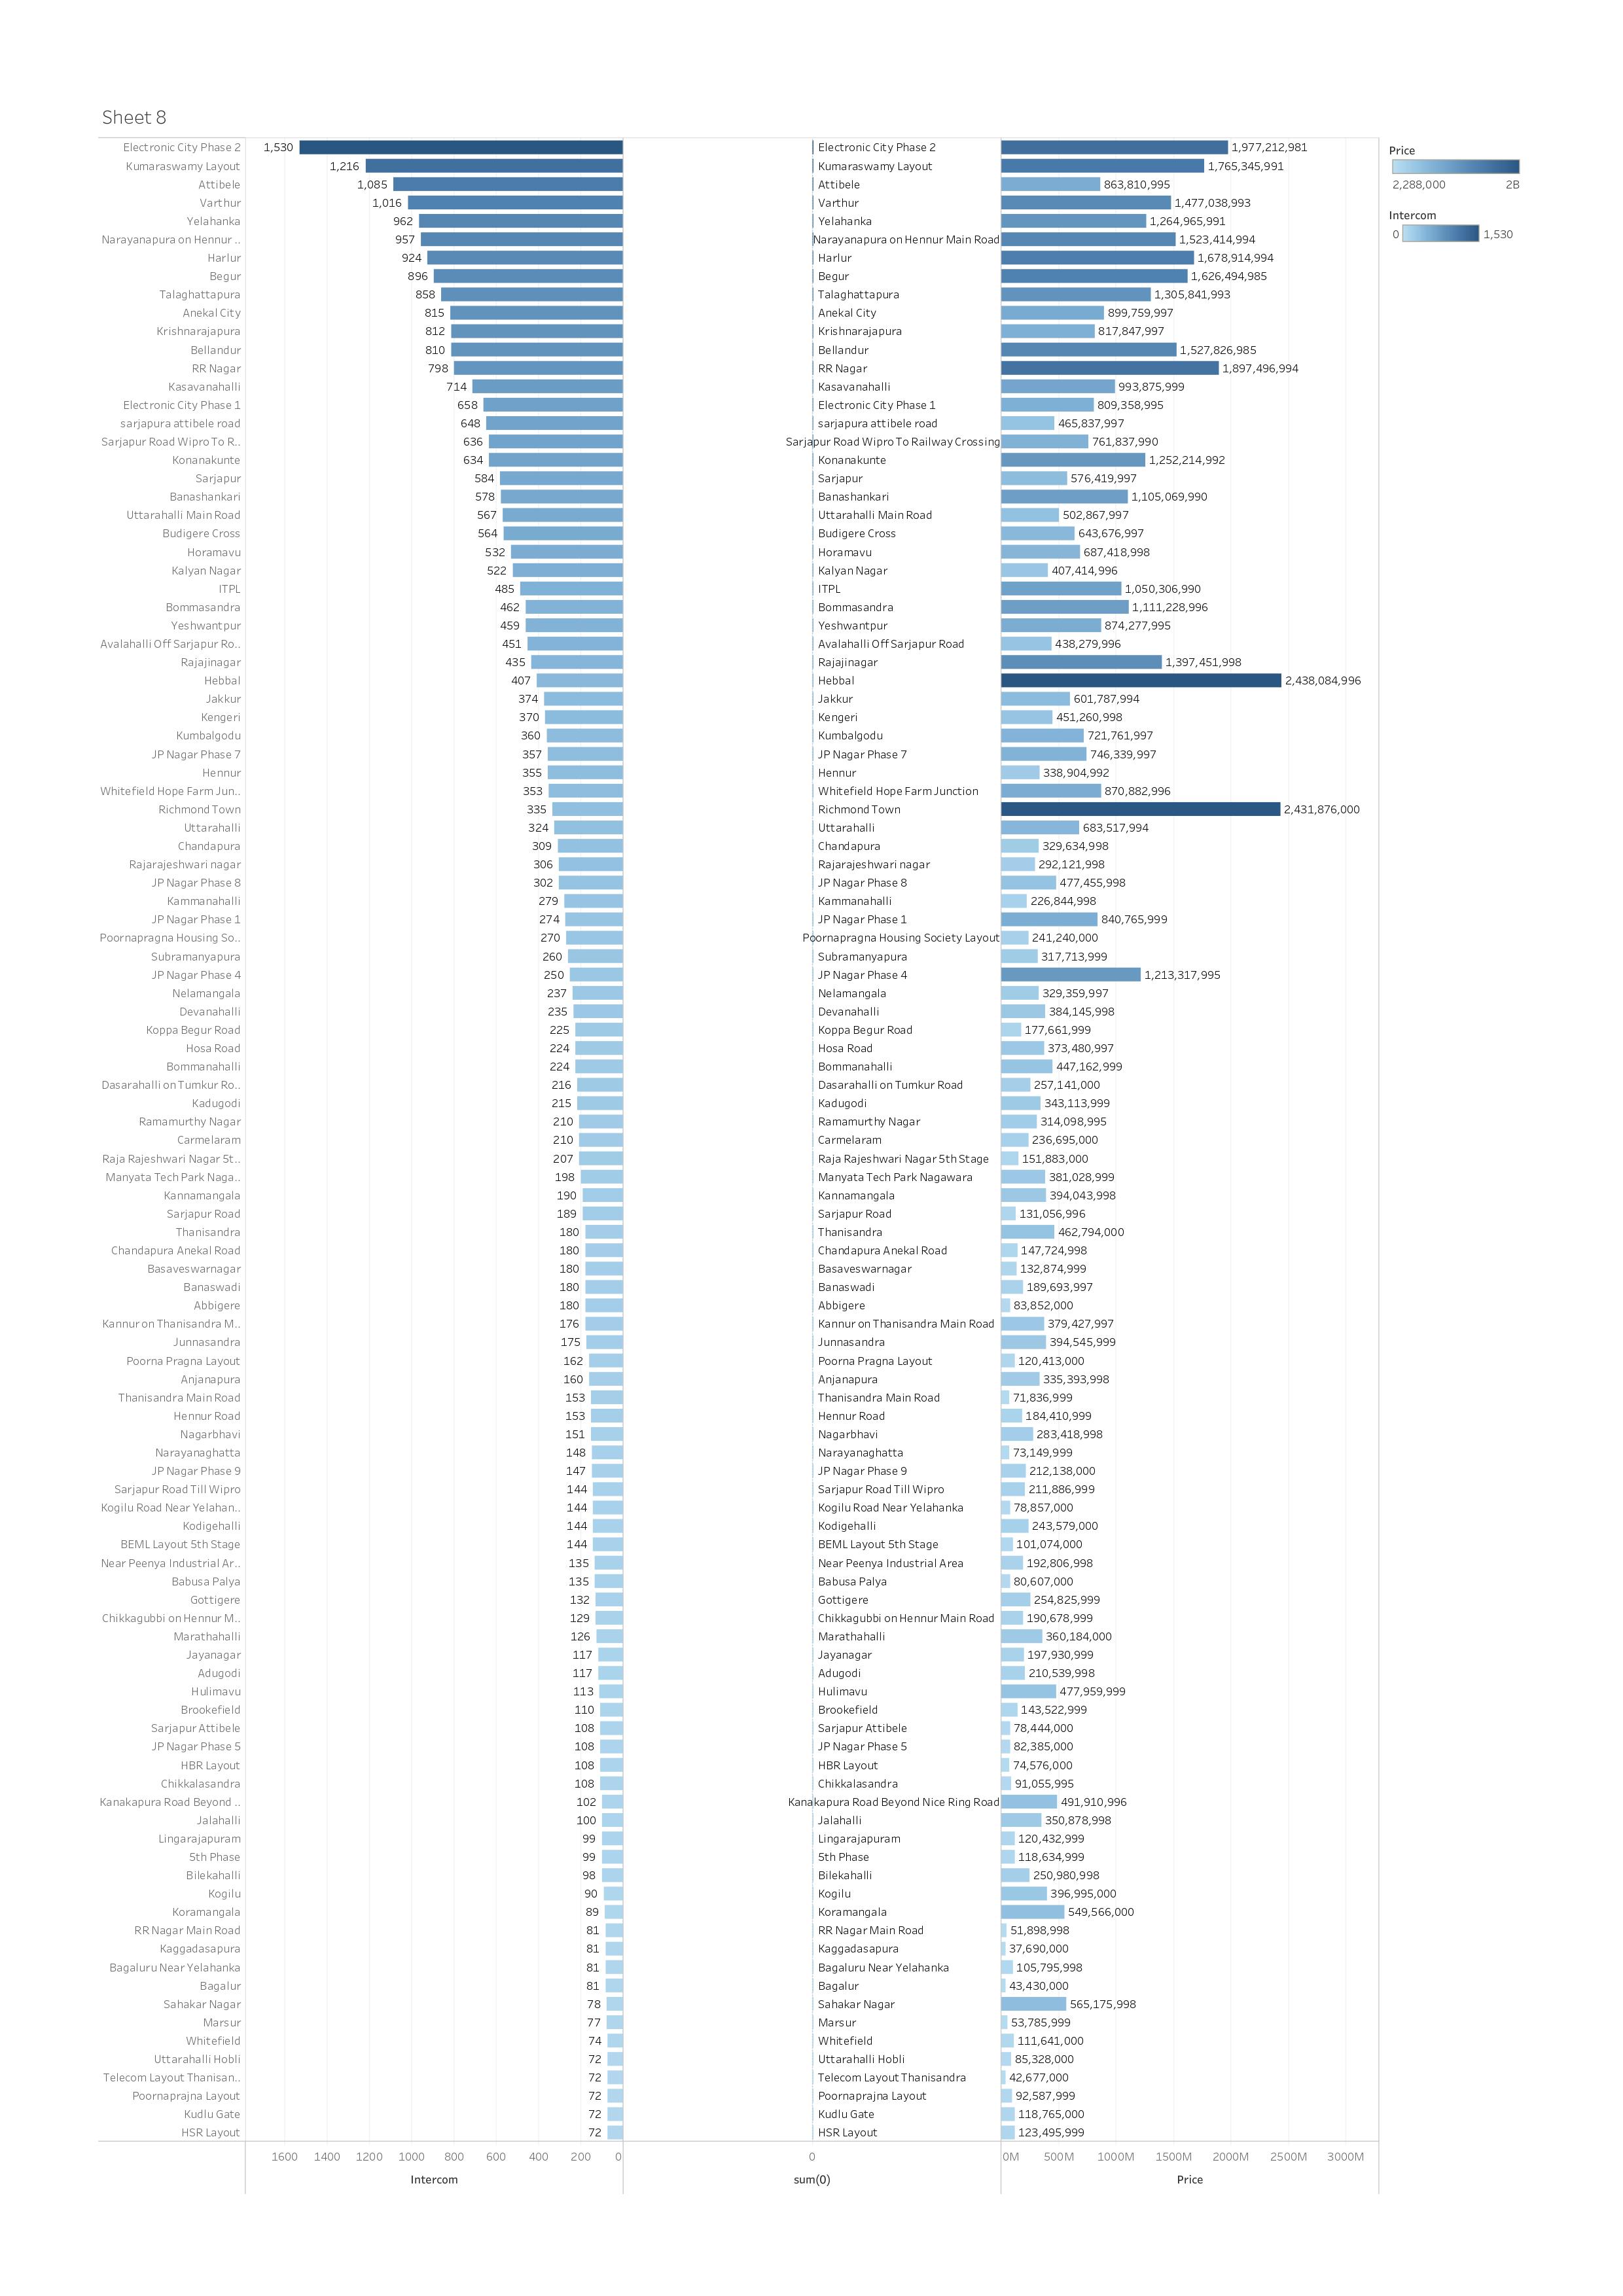 Sheet 8
Electronic City Phase 2 1,530 Electronic City Phase 2 1,977,212,981
Kumaraswamy Layout 1,216 Kumaraswamy Layout 1,765,345,991
Attibele 1,085 Attibele 863,810,995
Varthur 1,016 Varthur 1,477,038,993
Yelahanka 962 Yelahanka 1,264,965,991
Narayanapura on Hennur .. 957 Narayanapura on Hennur Main Road 1,523,414,994
Harlur 924 Harlur 1,678,914,994
Begur 896 Begur 1,626,494,985
Talaghattapura 858 Talaghattapura 1,305,841,993
Anekal City 815 Anekal City 899,759,997
Krishnarajapura 812 Krishnarajapura 817,847,997
Bellandur 810 Bellandur 1,527,826,985
RR Nagar 798 RR Nagar 1,897,496,994
Kasavanahalli 714 Kasavanahalli 993,875,999
Electronic City Phase 1 658 Electronic City Phase 1 809,358,995
sarjapura attibele road 648 sarjapura attibele road 465,837,997
Sarjapur Road Wipro To R.. 636 Sarjapur Road Wipro To Railway Crossing 761,837,990
Konanakunte 634 Konanakunte 1,252,214,992
Sarjapur 584 Sarjapur 576,419,997
Banashankari 578 Banashankari 1,105,069,990
Uttarahalli Main Road 567 Uttarahalli Main Road 502,867,997
Budigere Cross 564 Budigere Cross 643,676,997
Horamavu 532 Horamavu 687,418,998
Kalyan Nagar 522 Kalyan Nagar 407,414,996
ITPL 485 ITPL 1,050,306,990
Bommasandra 462 Bommasandra 1,111,228,996
Yeshwantpur 459 Yeshwantpur 874,277,995
Avalahalli Off Sarjapur Ro.. 451 Avalahalli Off Sarjapur Road 438,279,996
Rajajinagar 435 Rajajinagar 1,397,451,998
Hebbal 407 Hebbal 2,438,084,996
Jakkur 374 Jakkur 601,787,994
Kengeri 370 Kengeri 451,260,998
Kumbalgodu 360 Kumbalgodu 721,761,997
JP Nagar Phase 7 357 JP Nagar Phase 7 746,339,997
Hennur 355 Hennur 338,904,992
Whitefield Hope Farm Jun.. 353 Whitefield Hope Farm Junction 870,882,996
Richmond Town 335 Richmond Town 2,431,876,000
Uttarahalli 324 Uttarahalli 683,517,994
Chandapura 309 Chandapura 329,634,998
Rajarajeshwari nagar 306 Rajarajeshwari nagar 292,121,998
JP Nagar Phase 8 302 JP Nagar Phase 8 477,455,998
Kammanahalli 279 Kammanahalli 226,844,998
JP Nagar Phase 1 274 JP Nagar Phase 1 840,765,999
Poornapragna Housing So.. 270 Poornapragna Housing Society Layout 241,240,000
Subramanyapura 260 Subramanyapura 317,713,999
JP Nagar Phase 4 250 JP Nagar Phase 4 1,213,317,995
Nelamangala 237 Nelamangala 329,359,997
Devanahalli 235 Devanahalli 384,145,998
Koppa Begur Road 225 Koppa Begur Road 177,661,999
Hosa Road 224 Hosa Road 373,480,997
Bommanahalli 224 Bommanahalli 447,162,999
Dasarahalli on Tumkur Ro.. 216 Dasarahalli on Tumkur Road 257,141,000
Kadugodi 215 Kadugodi 343,113,999
Ramamurthy Nagar 210 Ramamurthy Nagar 314,098,995
Carmelaram 210 Carmelaram 236,695,000
Raja Rajeshwari Nagar 5t.. 207 Raja Rajeshwari Nagar 5th Stage 151,883,000
Manyata Tech Park Naga.. 198 Manyata Tech Park Nagawara 381,028,999
Kannamangala 190 Kannamangala 394,043,998
Sarjapur Road 189 Sarjapur Road 131,056,996
Thanisandra 180 Thanisandra 462,794,000
Chandapura Anekal Road 180 Chandapura Anekal Road 147,724,998
Basaveswarnagar 180 Basaveswarnagar 132,874,999
Banaswadi 180 Banaswadi 189,693,997
Abbigere 180 Abbigere 83,852,000
Kannur on Thanisandra M.. 176 Kannur on Thanisandra Main Road 379,427,997
Junnasandra 175 Junnasandra 394,545,999
Poorna Pragna Layout 162 Poorna Pragna Layout 120,413,000
Anjanapura 160 Anjanapura 335,393,998
Thanisandra Main Road 153 Thanisandra Main Road 71,836,999
Hennur Road 153 Hennur Road 184,410,999
Nagarbhavi 151 Nagarbhavi 283,418,998
Narayanaghatta 148 Narayanaghatta 73,149,999
JP Nagar Phase 9 147 JP Nagar Phase 9 212,138,000
Sarjapur Road Till Wipro 144 Sarjapur Road Till Wipro 211,886,999
Kogilu Road Near Yelahan.. 144 Kogilu Road Near Yelahanka 78,857,000
Kodigehalli 144 Kodigehalli 243,579,000
BEML Layout 5th Stage 144 BEML Layout 5th Stage 101,074,000
Near Peenya Industrial Ar.. 135 Near Peenya Industrial Area 192,806,998
Babusa Palya 135 Babusa Palya 80,607,000
Gottigere 132 Gottigere 254,825,999
Chikkagubbi on Hennur M.. 129 Chikkagubbi on Hennur Main Road 190,678,999
Marathahalli 126 Marathahalli 360,184,000
Jayanagar 117 Jayanagar 197,930,999
Adugodi 117 Adugodi 210,539,998
Hulimavu 113 Hulimavu 477,959,999
Brookefield 110 Brookefield 143,522,999
Sarjapur Attibele 108 Sarjapur Attibele 78,444,000
JP Nagar Phase 5 108 JP Nagar Phase 5 82,385,000
HBR Layout 108 HBR Layout 74,576,000
Chikkalasandra 108 Chikkalasandra 91,055,995
Kanakapura Road Beyond .. 102 Kanakapura Road Beyond Nice Ring Road 491,910,996
Jalahalli 100 Jalahalli 350,878,998
Lingarajapuram 99 Lingarajapuram 120,432,999
5th Phase 99 5th Phase 118,634,999
Bilekahalli 98 Bilekahalli 250,980,998
Kogilu 90 Kogilu 396,995,000
Koramangala 89 Koramangala 549,566,000
RR Nagar Main Road 81 RR Nagar Main Road 51,898,998
Kaggadasapura 81 Kaggadasapura 37,690,000
Bagaluru Near Yelahanka 81 Bagaluru Near Yelahanka 105,795,998
Bagalur 81 Bagalur 43,430,000
Sahakar Nagar 78 Sahakar Nagar 565,175,998
Marsur 77 Marsur 53,785,999
Whitefield 74 Whitefield 111,641,000
Uttarahalli Hobli 72 Uttarahalli Hobli 85,328,000
Telecom Layout Thanisan.. 72 Telecom Layout Thanisandra 42,677,000
Poornaprajna Layout 72 Poornaprajna Layout 92,587,999
Kudlu Gate 72 Kudlu Gate 118,765,000
HSR Layout 72 HSR Layout 123,495,999
1600 1400 1200 1000 800 600 400 200 0 0 0M 500M 1000M 1500M 2000M 2500M 3000M
Intercom sum(0) Price
Price
2,288,000 2B
Intercom
0 1,530